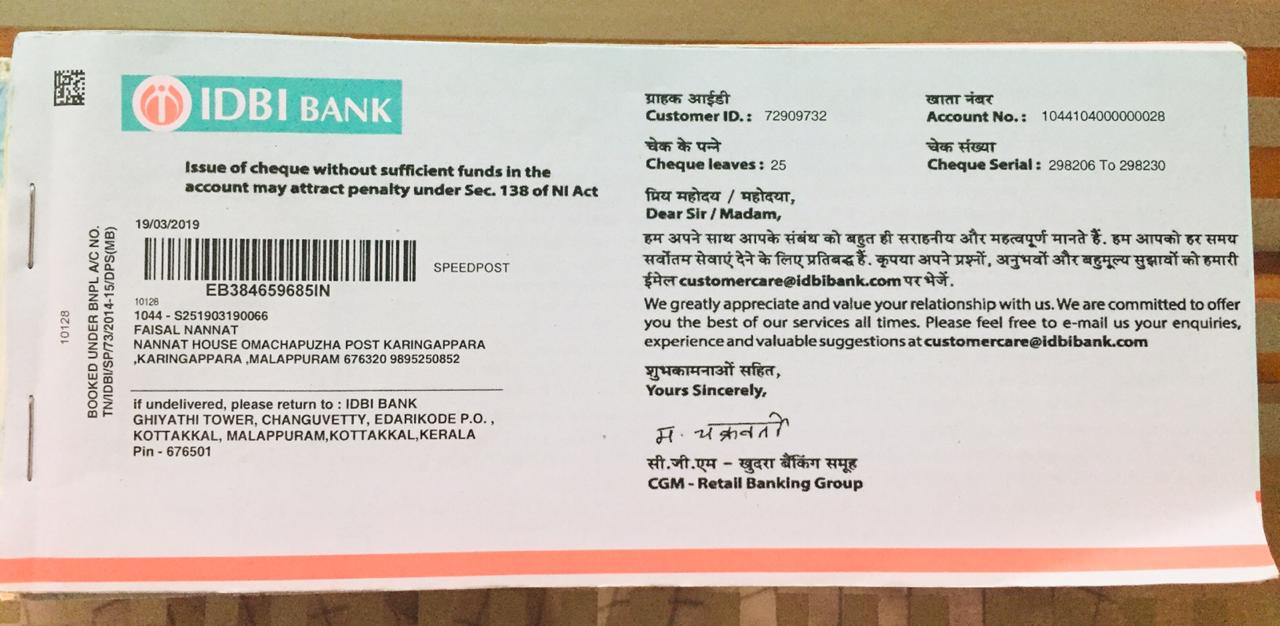 IDBI BANK
Issue of cheque without sufficient funds in the
account may attract penalty under Sec. 138 of NI Act
10128
BOOKED UNDER BNPL A/C NO.
TN/IDBI/SP/73/2014-15/DPS(MB)
19/03/2019
SPEEDPOST
EB384659685IN
10128
1044 - S251903190066
FAISAL NANNAT
NANNAT HOUSE OMACHAPUZHA POST KARINGAPPARA
,KARINGAPPARA ,MALAPPURAM 676320 9895250852
if undelivered, please return to : IDBI BANK
GHIYATHI TOWER, CHANGUVETTY, EDARIKODE P.O. ,
KOTTAKKAL, MALAPPURAM,KOTTAKKAL,KERALA
Pin - 676501
ग्राहक आईडी
Customer ID. : 72909732
खाता नंबर
Account No. : 1044104000000028
चेक के पन्ने
Cheque leaves : 25
चेक संख्या
Cheque Serial : 298206 To 298230
प्रिय महोदय / महोदया,
Dear Sir / Madam,
हम अपने साथ आपके संबंध को बहुत ही सराहनीय और महत्वपूर्ण मानते हैं. हम आपको हर समय
सर्वोतम सेवाएं देने के लिए प्रतिबद्ध हैं. कृपया अपने प्रश्नों, अनुभवों और बहुमूल्य सुझावों को हमारी
ईमेल customercare@idbibank.com पर भेजें.
We greatly appreciate and value your relationship with us. We are committed to offer
you the best of our services all times. Please feel free to e-mail us your enquiries,
experience and valuable suggestions at customercare@idbibank.com
शुभकामनाओं सहित,
Yours Sincerely,
म. चक्रवर्ती
सी.जी.एम – खुदरा बैंकिंग समूह
CGM - Retail Banking Group